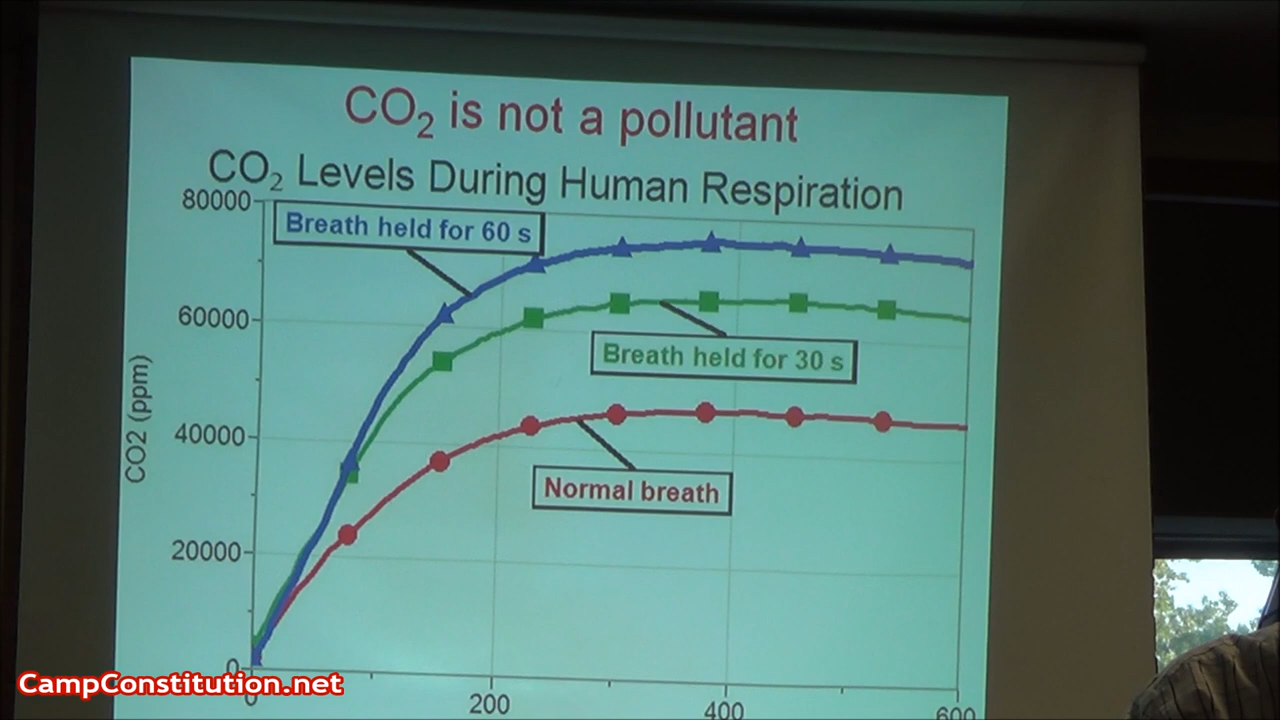 CO₂ is not a pollutant
CO₂ Levels During Human Respiration
80000
Breath held for 60 s
60000
Breath held for 30 s
CO2 (ppm)
40000
Normal breath
20000
0
0
200
400
600
CampConstitution.net